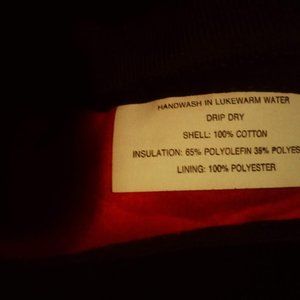 HANDWASH IN LUKEWARM WATER
DRIP DRY
SHELL: 100% COTTON
INSULATION: 65% POLYOLEFIN 35% POLYES
LINING: 100% POLYESTER